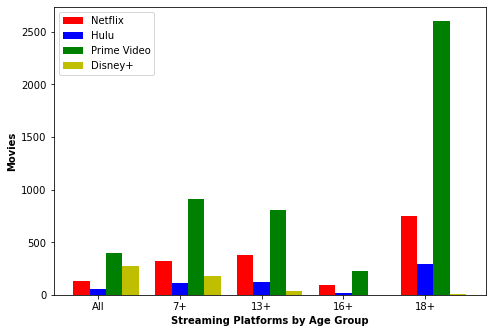 Netflix
Hulu
Prime Video
Disney+
2500
2000
1500
1000
500
0
Movies
All 7+ 13+ 16+ 18+
Streaming Platforms by Age Group